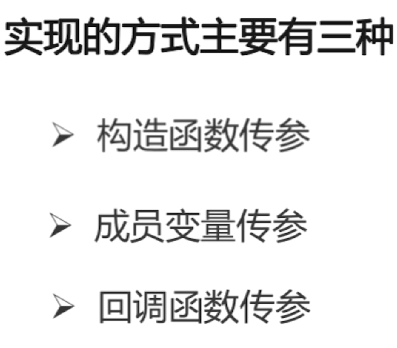 实现的方式主要有三种
➢ 构造函数传参
➢ 成员变量传参
➢ 回调函数传参